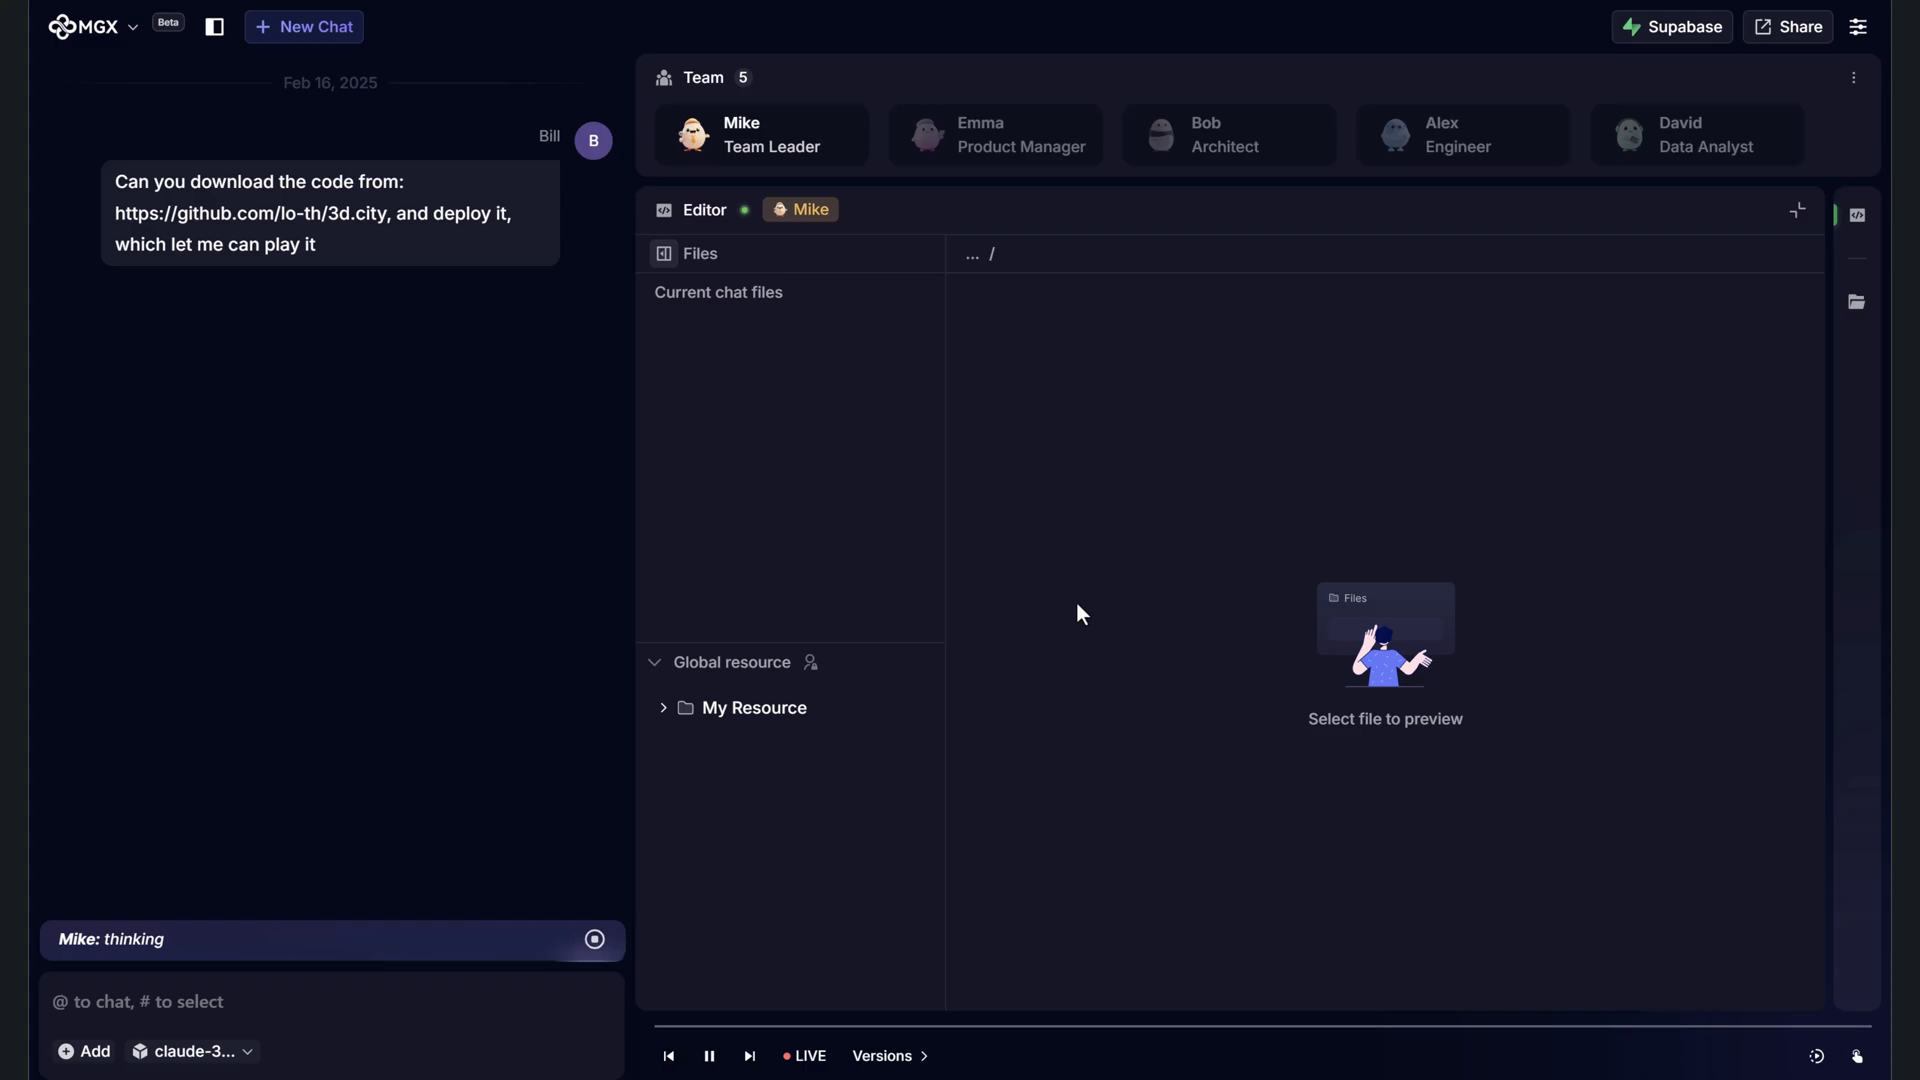 MGX
Beta
New Chat
Supabase
Share
Feb 16, 2025
Bill
B
Can you download the code from:
https://github.com/lo-th/3d.city, and deploy it,
which let me can play it
Team 5
Mike
Team Leader
Emma
Product Manager
Bob
Architect
Alex
Engineer
David
Data Analyst
Editor
Mike
Files
... /
Current chat files
Files
Select file to preview
Global resource
My Resource
Mike: thinking
@ to chat, # to select
Add
claude-3...
LIVE
Versions